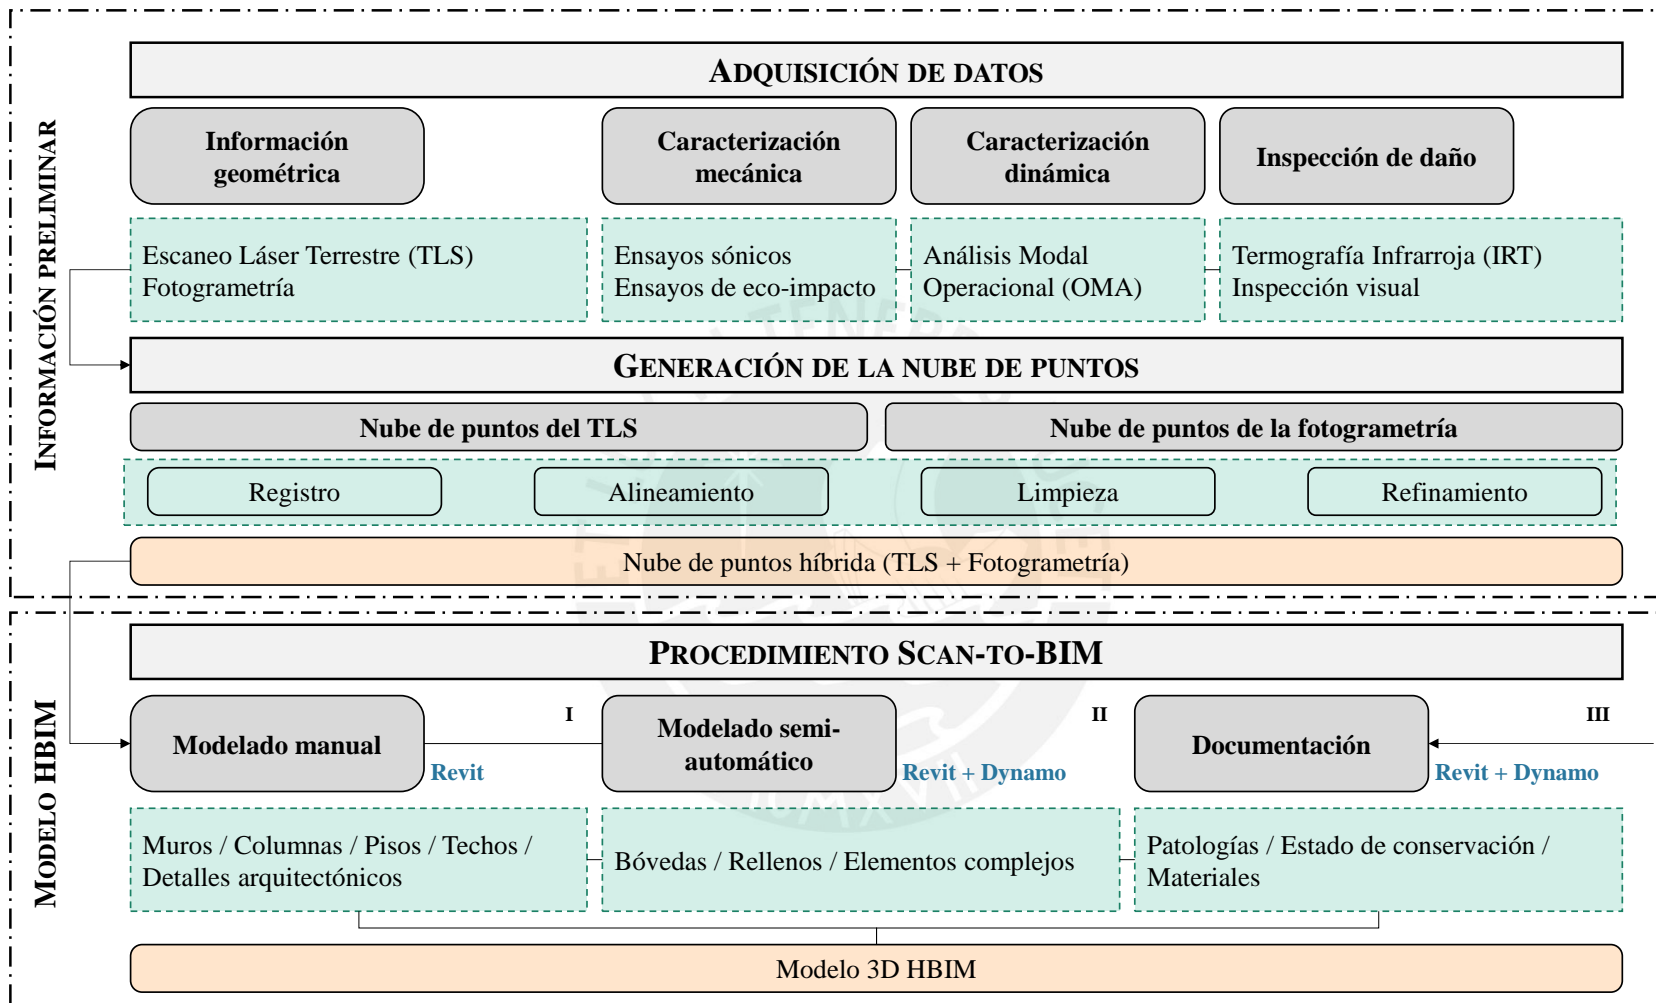 INFORMACIÓN PRELIMINAR
ADQUISICIÓN DE DATOS
Información
geométrica
Caracterización
mecánica
Caracterización
dinámica
Inspección de daño
Escaneo Láser Terrestre (TLS)
Fotogrametría
Ensayos sónicos
Ensayos de eco-impacto
Análisis Modal
Operacional (OMA)
Termografía Infrarroja (IRT)
Inspección visual
GENERACIÓN DE LA NUBE DE PUNTOS
Nube de puntos del TLS
Nube de puntos de la fotogrametría
Registro
Alineamiento
Limpieza
Refinamiento
Nube de puntos híbrida (TLS + Fotogrametría)
MODELO HBIM
PROCEDIMIENTO SCAN-TO-BIM
Modelado manual
I
Revit
Modelado semi-
automático
II
Revit + Dynamo
Documentación
III
Revit + Dynamo
Muros / Columnas / Pisos / Techos /
Detalles arquitectónicos
Bóvedas / Rellenos / Elementos complejos
Patologías / Estado de conservación /
Materiales
Modelo 3D HBIM